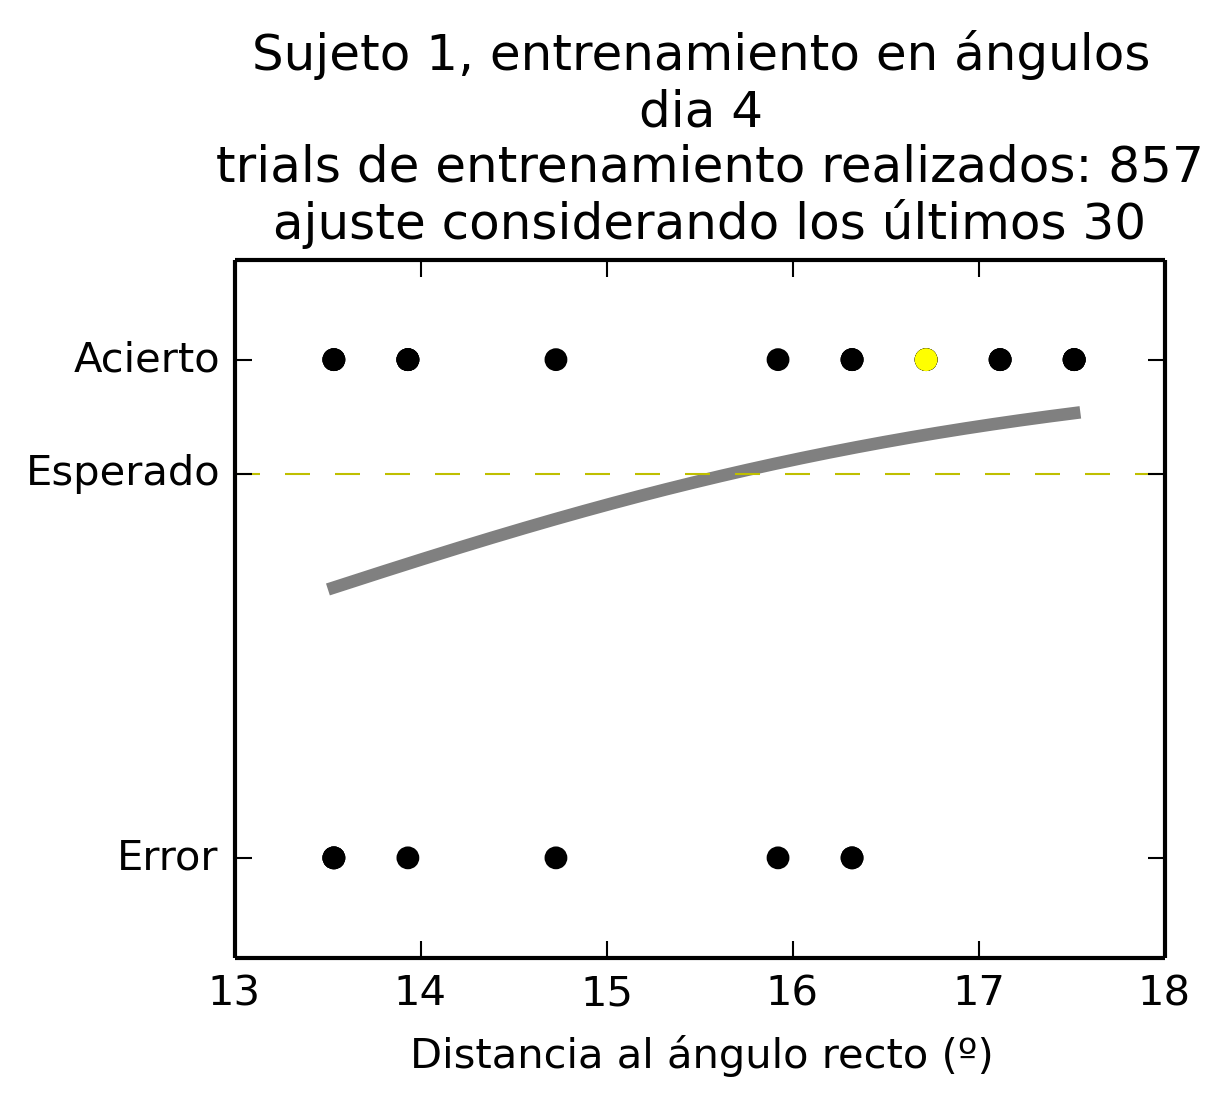 Sujeto 1, entrenamiento en ángulos
dia 4
trials de entrenamiento realizados: 857
ajuste considerando los últimos 30
Acierto
Esperado
Error
13 14 15 16 17 18
Distancia al ángulo recto (º)